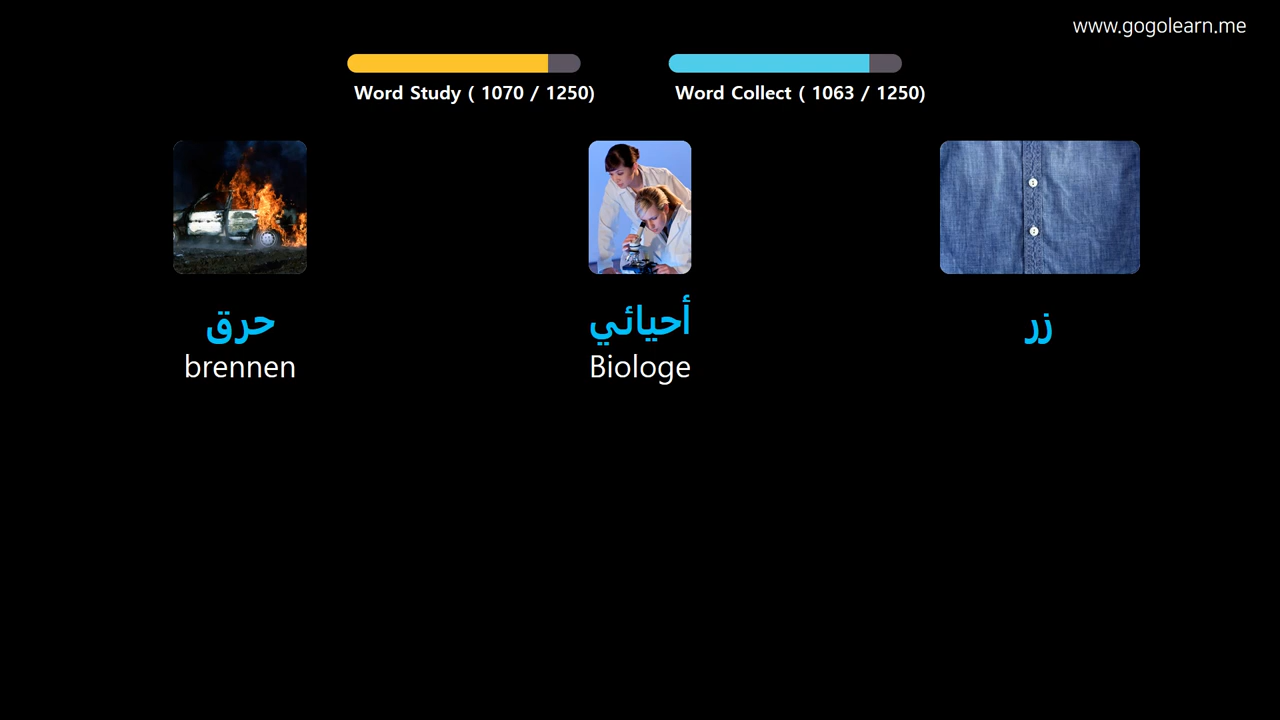 www.gogolearn.me
Word Study ( 1070 / 1250)
Word Collect ( 1063 / 1250)
حرق
brennen
أحيائي
Biologe
زر